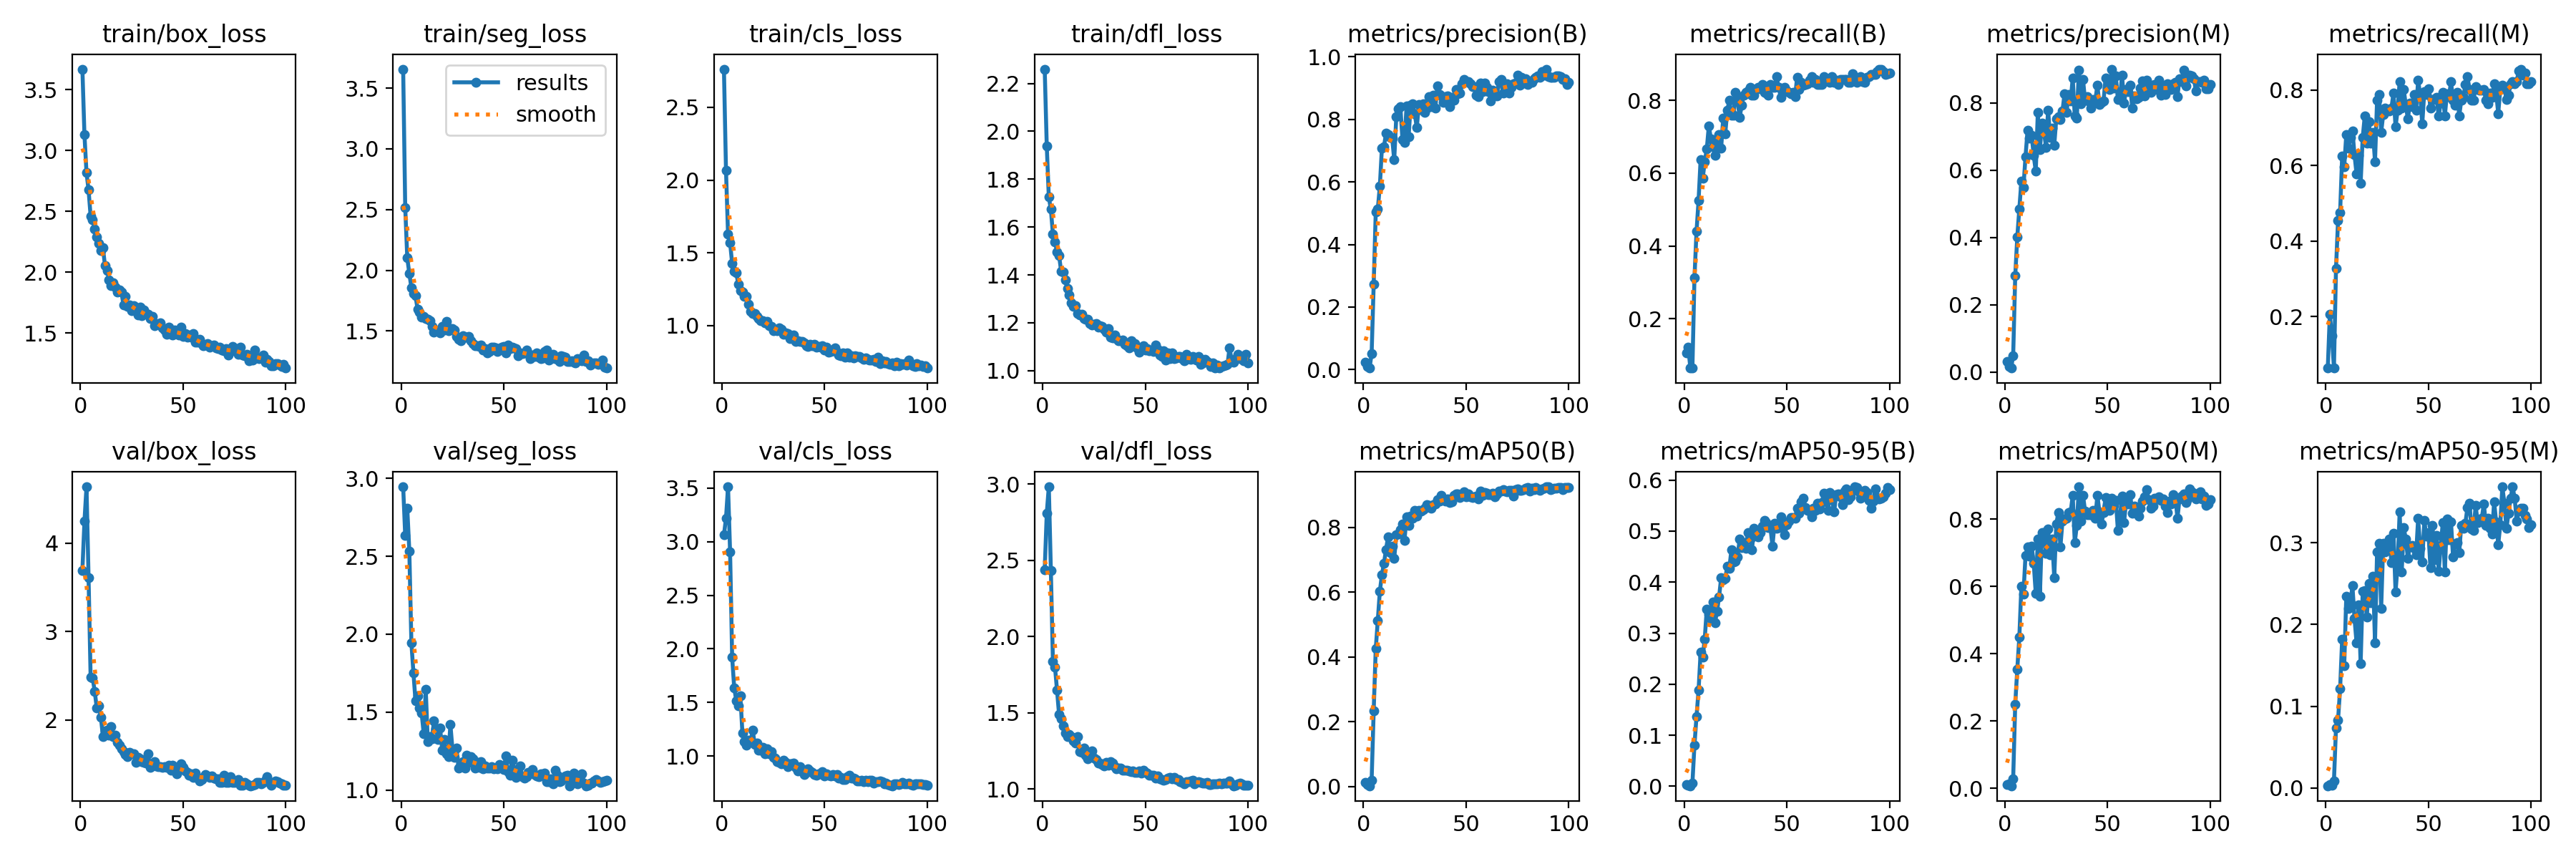 train/box_loss
train/seg_loss
train/cls_loss
train/dfl_loss
metrics/precision(B)
metrics/recall(B)
metrics/precision(M)
metrics/recall(M)
3.5
3.0
2.5
2.0
1.5
0 50 100
results
smooth
3.5
3.0
2.5
2.0
1.5
0 50 100
2.5
2.0
1.5
1.0
0 50 100
2.2
2.0
1.8
1.6
1.4
1.2
1.0
0 50 100
1.0
0.8
0.6
0.4
0.2
0.0
0 50 100
0.8
0.6
0.4
0.2
0 50 100
0.8
0.6
0.4
0.2
0.0
0 50 100
0.8
0.6
0.4
0.2
0 50 100
val/box_loss
val/seg_loss
val/cls_loss
val/dfl_loss
metrics/mAP50(B)
metrics/mAP50-95(B)
metrics/mAP50(M)
metrics/mAP50-95(M)
4
3
2
0 50 100
3.0
2.5
2.0
1.5
1.0
0 50 100
3.5
3.0
2.5
2.0
1.5
1.0
0 50 100
3.0
2.5
2.0
1.5
1.0
0 50 100
0.8
0.6
0.4
0.2
0.0
0 50 100
0.6
0.5
0.4
0.3
0.2
0.1
0.0
0 50 100
0.8
0.6
0.4
0.2
0.0
0 50 100
0.3
0.2
0.1
0.0
0 50 100